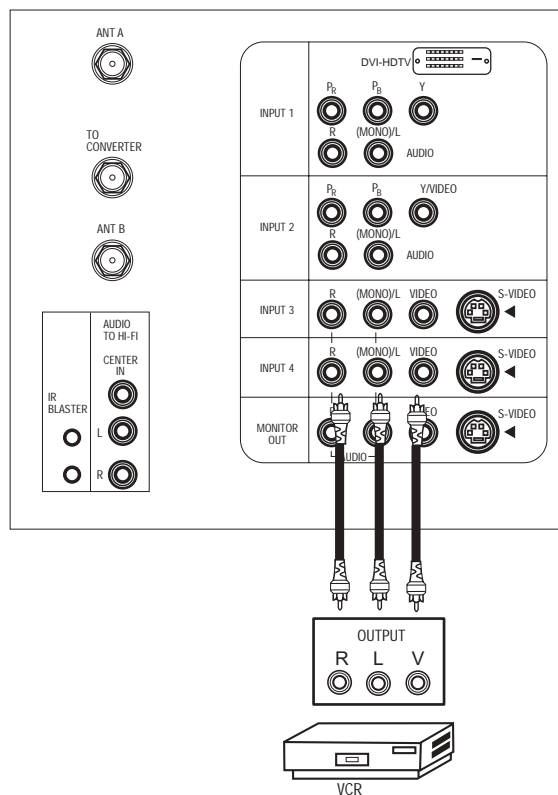 ANT A
TO
CONVERTER
ANT B
AUDIO
TO HI-FI
CENTER
IN
IR
BLASTER
L
R
DVI-HDTV
PR PB Y
INPUT 1
R (MONO)/L
AUDIO
PR PB Y/VIDEO
INPUT 2
R (MONO)/L
AUDIO
R (MONO)/L VIDEO S-VIDEO
INPUT 3
R (MONO)/L VIDEO S-VIDEO
INPUT 4
S-VIDEO
MONITOR
OUT
AUDIO
OUTPUT
R L V
VCR